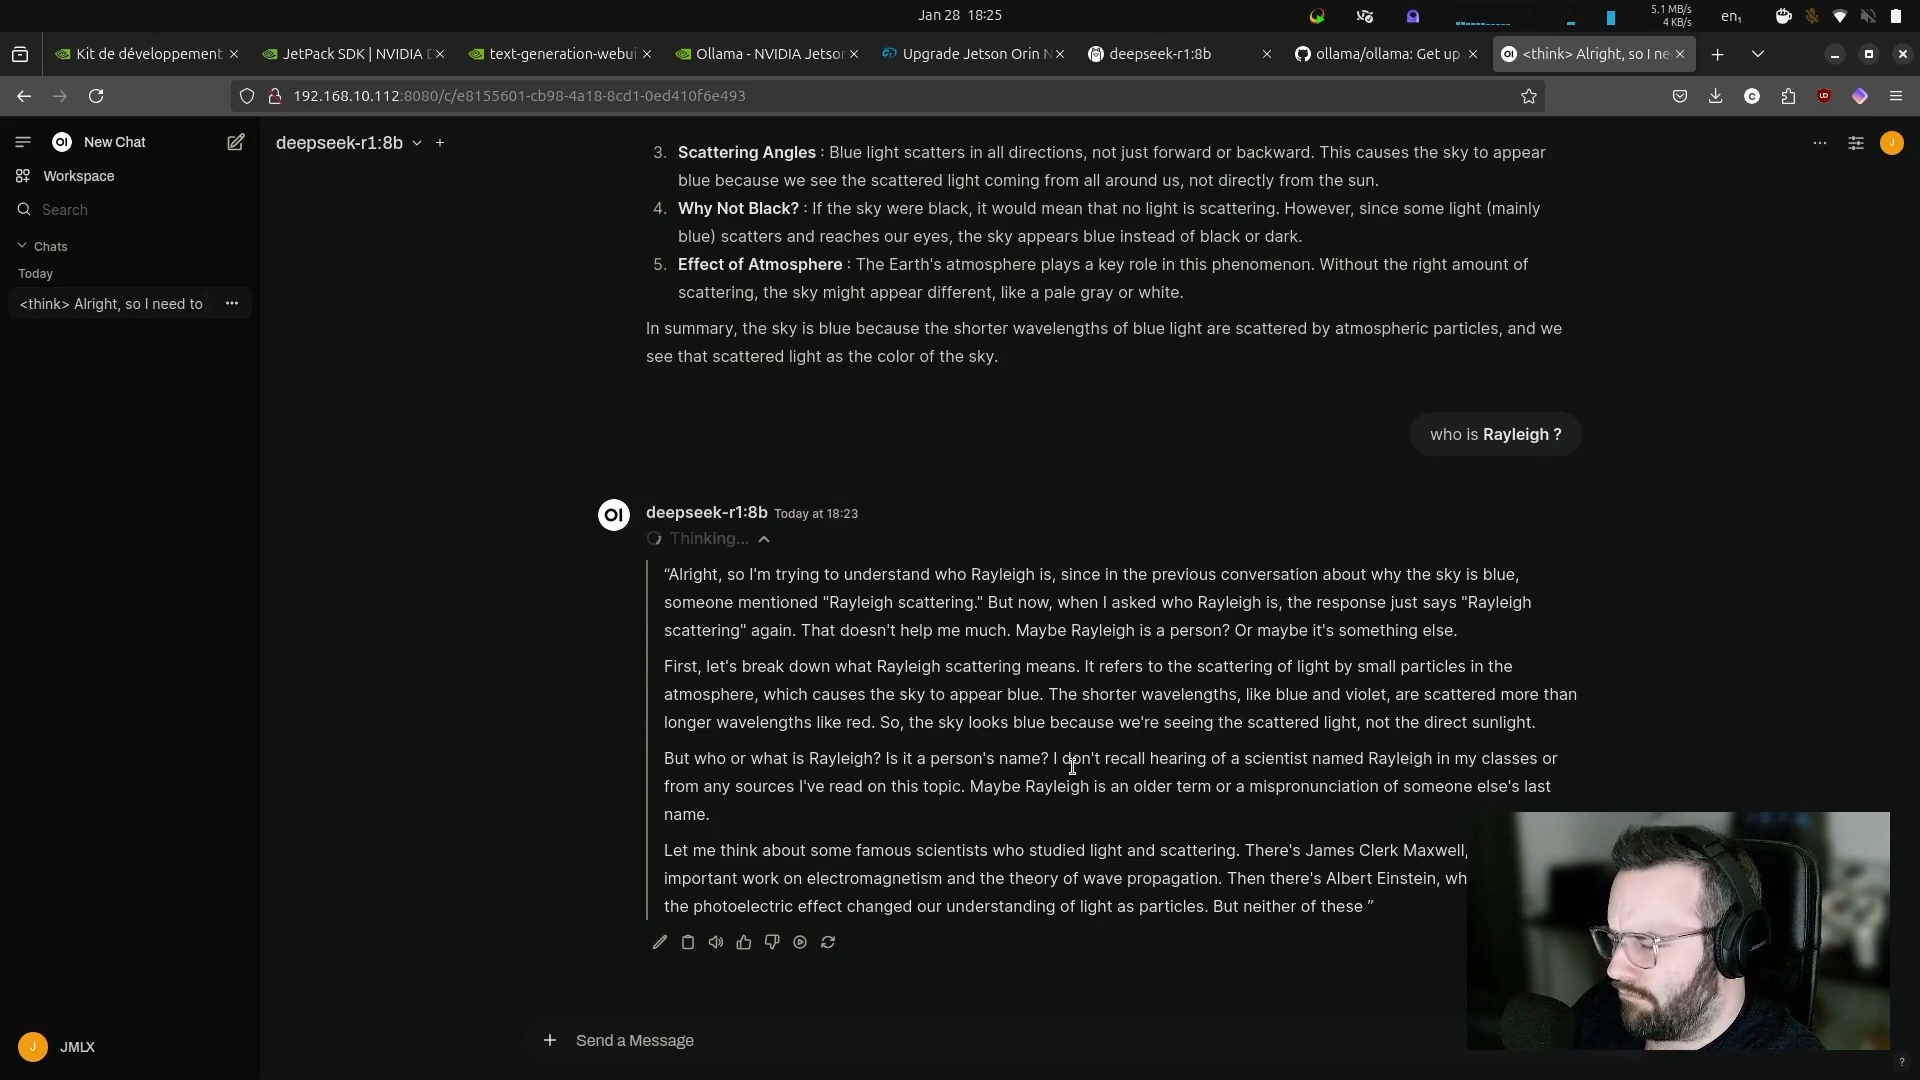 Jan 28 18:25
5.1 MB/s
4 KB/s
en₁
Kit de développement
JetPack SDK | NVIDIA D
text-generation-webui
Ollama - NVIDIA Jetson
Upgrade Jetson Orin N
deepseek-r1:8b
ollama/ollama: Get up
<think> Alright, so I ne
192.168.10.112:8080/c/e8155601-cb98-4a18-8cd1-0ed410f6e493
OI New Chat
Workspace
Search
Chats
Today
<think> Alright, so I need to
deepseek-r1:8b
J
3. Scattering Angles : Blue light scatters in all directions, not just forward or backward. This causes the sky to appear
blue because we see the scattered light coming from all around us, not directly from the sun.
4. Why Not Black? : If the sky were black, it would mean that no light is scattering. However, since some light (mainly
blue) scatters and reaches our eyes, the sky appears blue instead of black or dark.
5. Effect of Atmosphere : The Earth's atmosphere plays a key role in this phenomenon. Without the right amount of
scattering, the sky might appear different, like a pale gray or white.
In summary, the sky is blue because the shorter wavelengths of blue light are scattered by atmospheric particles, and we
see that scattered light as the color of the sky.
who is Rayleigh ?
OI deepseek-r1:8b Today at 18:23
Thinking...
“Alright, so I'm trying to understand who Rayleigh is, since in the previous conversation about why the sky is blue,
someone mentioned "Rayleigh scattering." But now, when I asked who Rayleigh is, the response just says "Rayleigh
scattering" again. That doesn't help me much. Maybe Rayleigh is a person? Or maybe it's something else.
First, let's break down what Rayleigh scattering means. It refers to the scattering of light by small particles in the
atmosphere, which causes the sky to appear blue. The shorter wavelengths, like blue and violet, are scattered more than
longer wavelengths like red. So, the sky looks blue because we're seeing the scattered light, not the direct sunlight.
But who or what is Rayleigh? Is it a person's name? I don't recall hearing of a scientist named Rayleigh in my classes or
from any sources I've read on this topic. Maybe Rayleigh is an older term or a mispronunciation of someone else's last
name.
Let me think about some famous scientists who studied light and scattering. There's James Clerk Maxwell,
important work on electromagnetism and the theory of wave propagation. Then there's Albert Einstein, wh
the photoelectric effect changed our understanding of light as particles. But neither of these ”
Send a Message
J JMLX
?